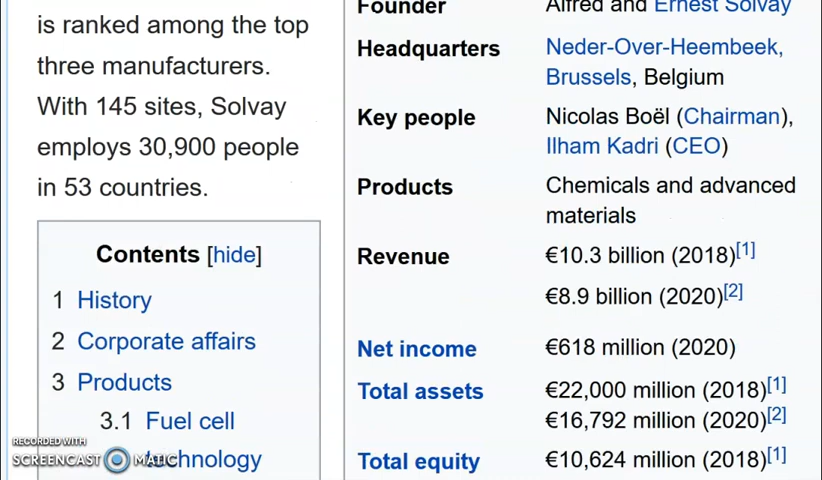 is ranked among the top
three manufacturers.
With 145 sites, Solvay
employs 30,900 people
in 53 countries.
Contents [hide]
1 History
2 Corporate affairs
3 Products
3.1 Fuel cell
technology
RECORDED WITH
SCREENCAST MATIC
Founder Alfred and Ernest Solvay
Headquarters Neder-Over-Heembeek,
Brussels, Belgium
Key people Nicolas Boël (Chairman),
Ilham Kadri (CEO)
Products Chemicals and advanced
materials
Revenue €10.3 billion (2018)[1]
€8.9 billion (2020)[2]
Net income €618 million (2020)
Total assets €22,000 million (2018)[1]
€16,792 million (2020)[2]
Total equity €10,624 million (2018)[1]